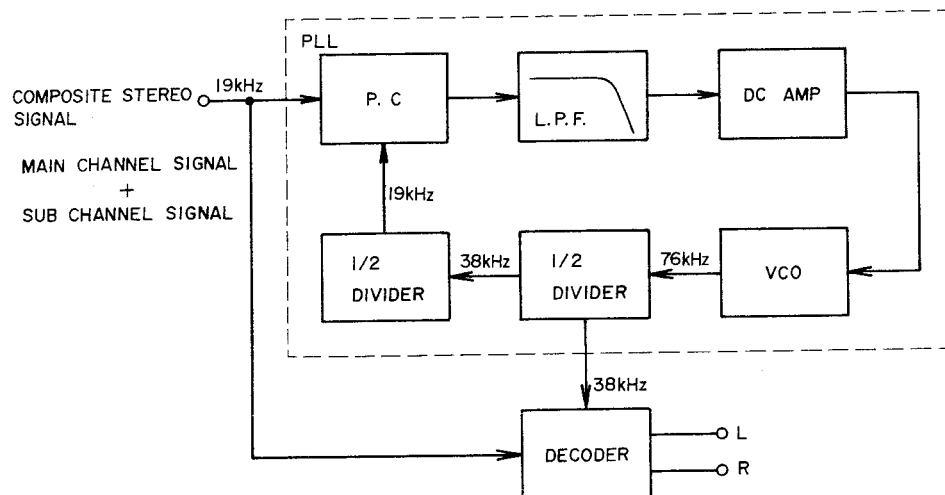 PLL
19kHz
COMPOSITE STEREO
SIGNAL
MAIN CHANNEL SIGNAL
+
SUB CHANNEL SIGNAL
P. C
L.P.F.
DC AMP
19kHz
1/2
DIVIDER
38kHz
1/2
DIVIDER
76kHz
VCO
38kHz
DECODER
L
R